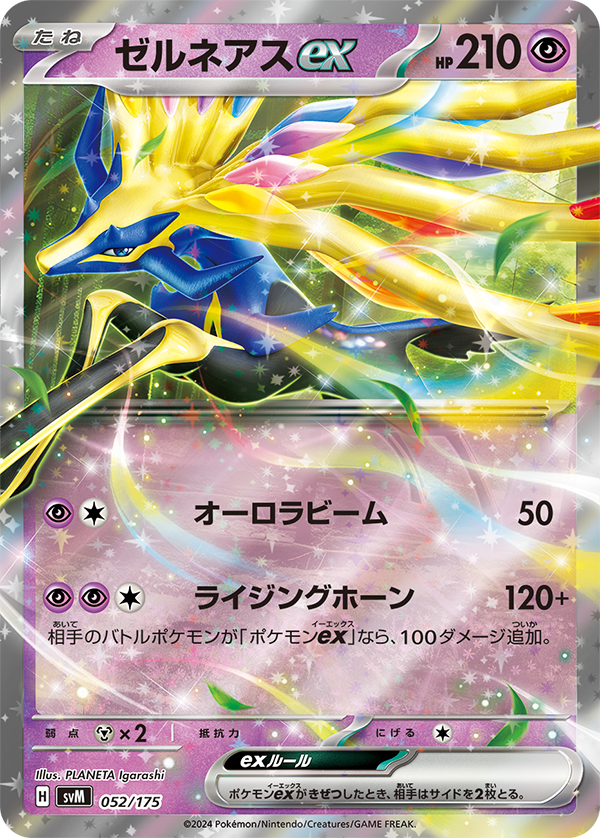 たね ゼルネアスex HP 210
オーロラビーム 50
ライジングホーン 120+
相手のバトルポケモンが「ポケモンex」なら、100ダメージ追加。
弱点 ×2 抵抗力 にげる
exルール
ポケモンexがきぜつしたとき、相手はサイドを2枚とる。
Illus. PLANETA Igarashi
H svM 052/175
©2024 Pokémon/Nintendo/Creatures/GAME FREAK.